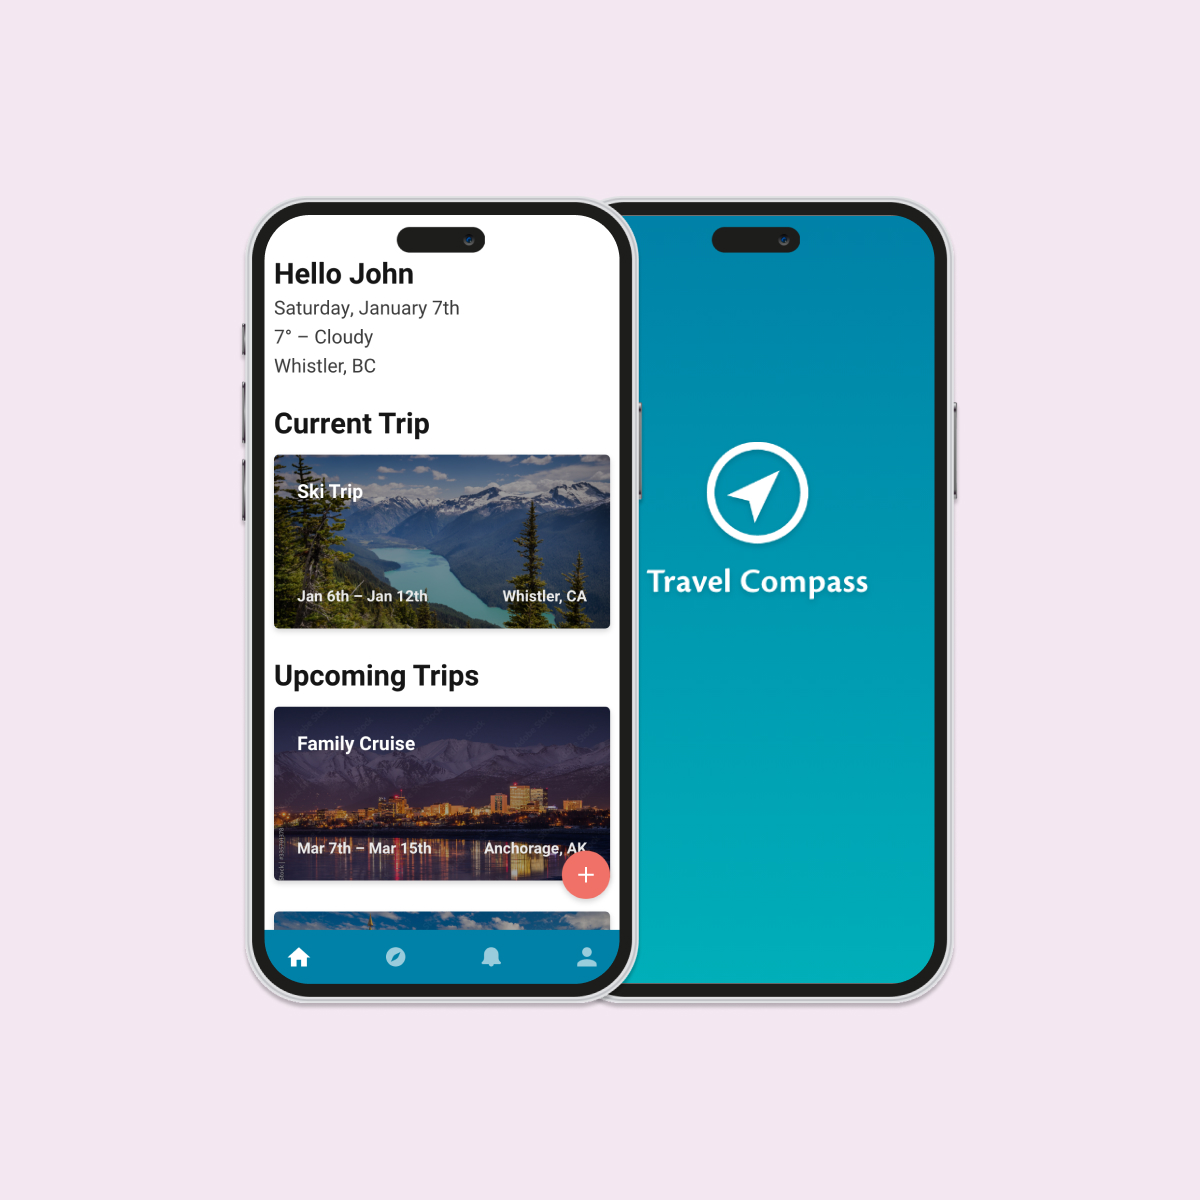 Hello John
Saturday, January 7th
7° – Cloudy
Whistler, BC
Current Trip
Ski Trip
Jan 6th – Jan 12th Whistler, CA
Upcoming Trips
Family Cruise
Mar 7th – Mar 15th Anchorage, AK
Travel Compass